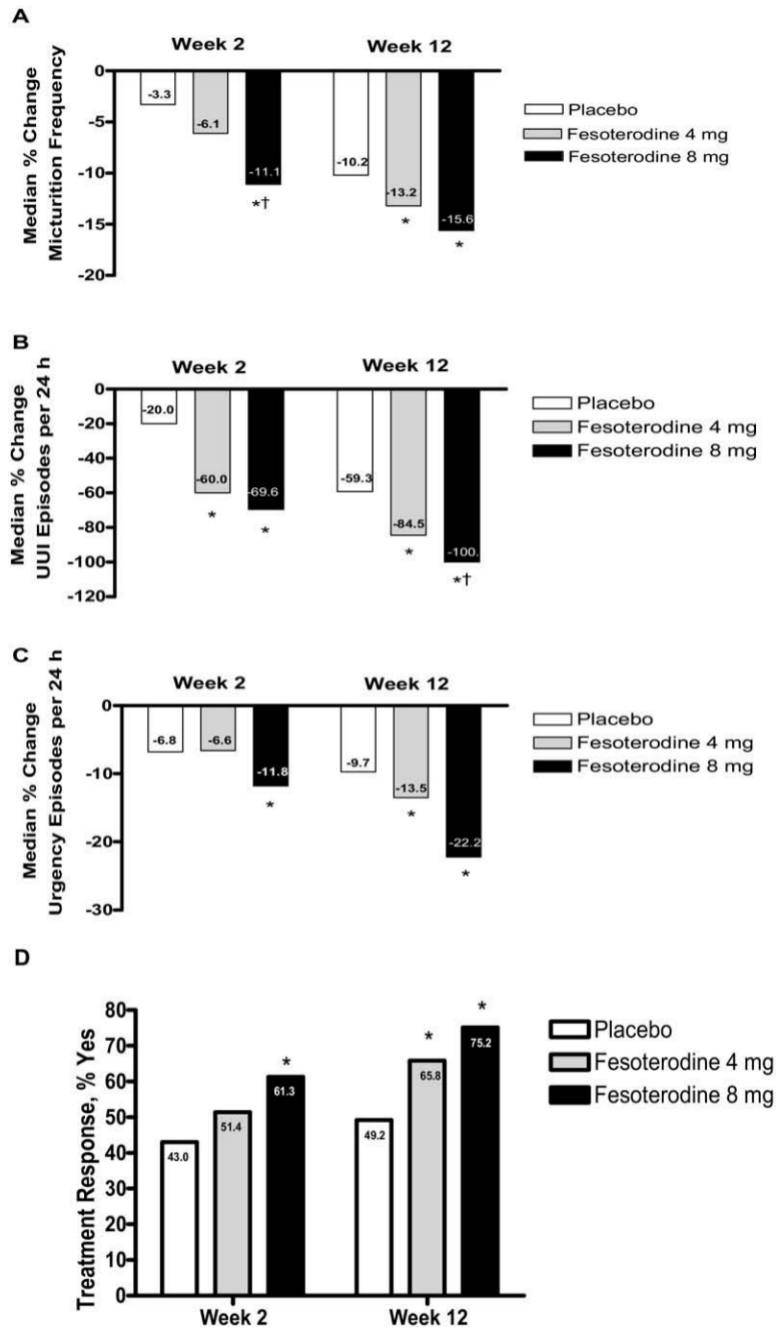 A
Week 2
Week 12
Median % Change
Micturition Frequency
0
-5
-10
-15
-20
-3.3
-6.1
-11.1
*†
-10.2
-13.2
*
-15.6
*
Placebo
Fesoterodine 4 mg
Fesoterodine 8 mg
B
Week 2
Week 12
Median % Change
UUI Episodes per 24 h
0
-20
-40
-60
-80
-100
-120
-20.0
-60.0
*
-69.6
*
-59.3
-84.5
*
-100.
*†
Placebo
Fesoterodine 4 mg
Fesoterodine 8 mg
C
Week 2
Week 12
Median % Change
Urgency Episodes per 24 h
0
-10
-20
-30
-6.8
-6.6
-11.8
*
-9.7
-13.5
*
-22.2
*
Placebo
Fesoterodine 4 mg
Fesoterodine 8 mg
D
Treatment Response, % Yes
80
70
60
50
40
30
20
10
0
43.0
51.4
*
61.3
49.2
*
65.8
*
75.2
Week 2
Week 12
Placebo
Fesoterodine 4 mg
Fesoterodine 8 mg